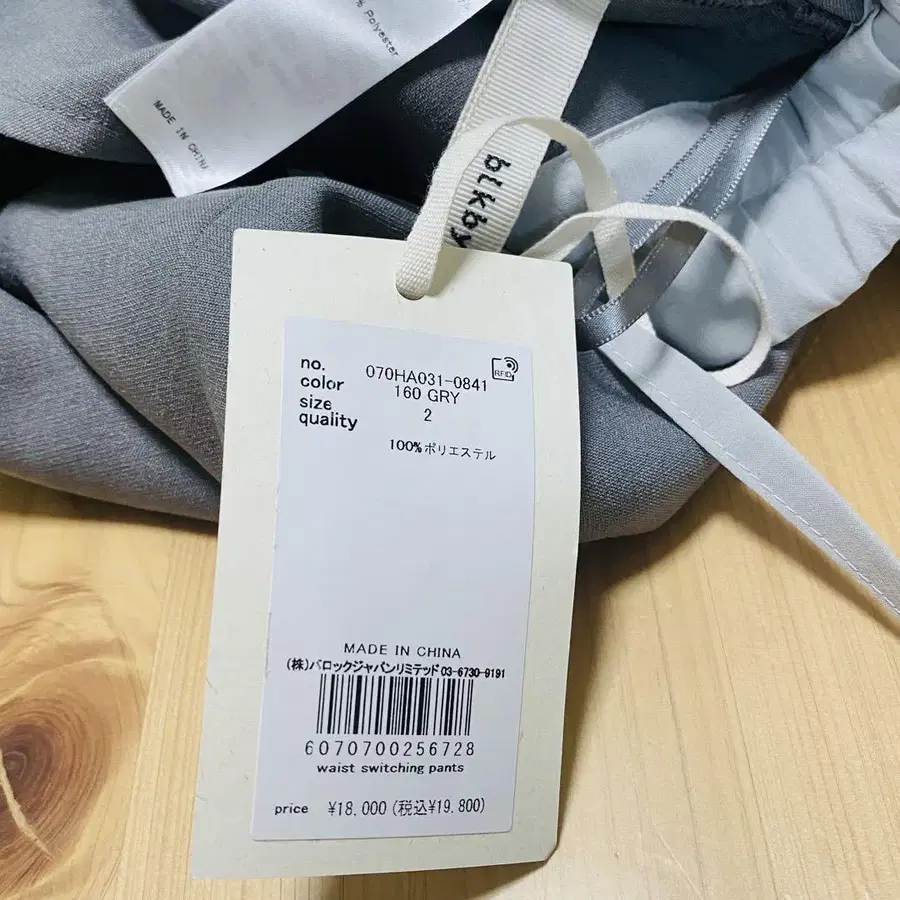 % Polyester
MADE IN CHINA
blkby
no. 070HA031-0841
RFID
color 160 GRY
size 2
quality
100%ポリエステル
MADE IN CHINA
(株)バロックジャパンリミテッド03-6730-9191
6070700256728
waist switching pants
price ¥18,000(税込¥19,800)